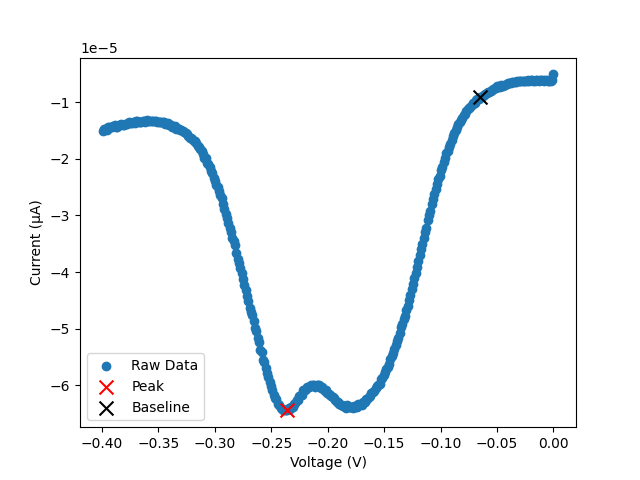 1e−5
−1
−2
−3
−4
−5
−6
Current (μA)
Raw Data
Peak
Baseline
−0.40 −0.35 −0.30 −0.25 −0.20 −0.15 −0.10 −0.05 0.00
Voltage (V)